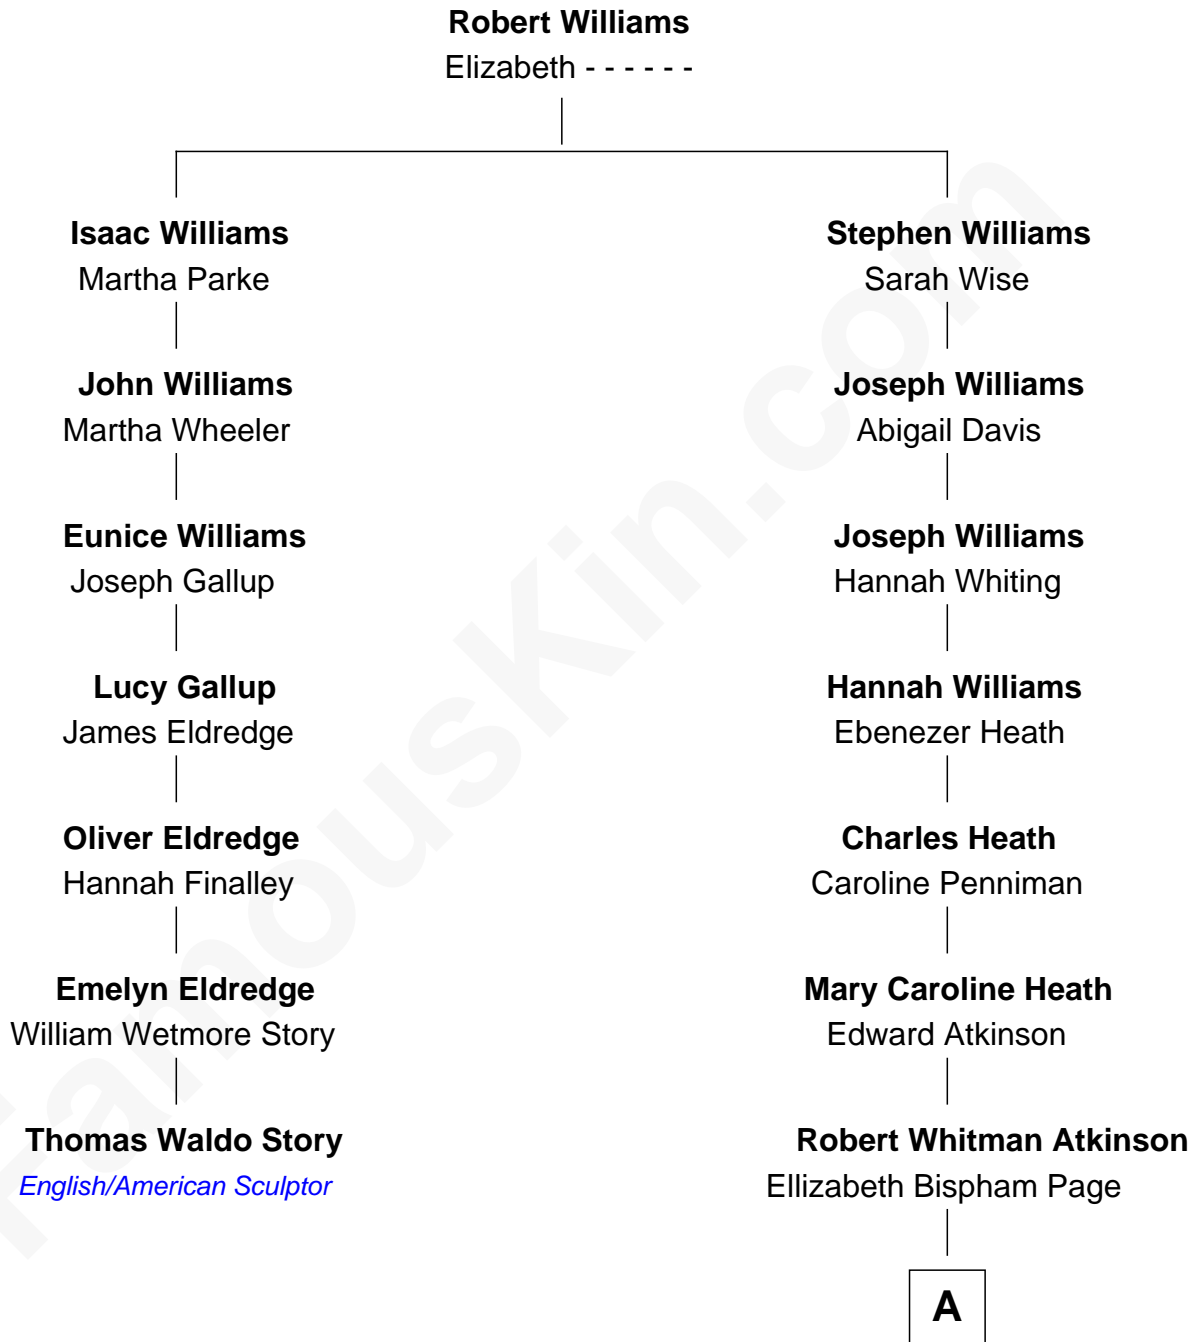 Robert Williams
Elizabeth - - - - - -
Isaac Williams
Martha Parke
Stephen Williams
Sarah Wise
John Williams
Martha Wheeler
Joseph Williams
Abigail Davis
Eunice Williams
Joseph Gallup
Joseph Williams
Hannah Whiting
Lucy Gallup
James Eldredge
Hannah Williams
Ebenezer Heath
Oliver Eldredge
Hannah Finalley
Charles Heath
Caroline Penniman
Emelyn Eldredge
William Wetmore Story
Mary Caroline Heath
Edward Atkinson
Thomas Waldo Story
English/American Sculptor
Robert Whitman Atkinson
Ellizabeth Bispham Page
A
FamousKin.com